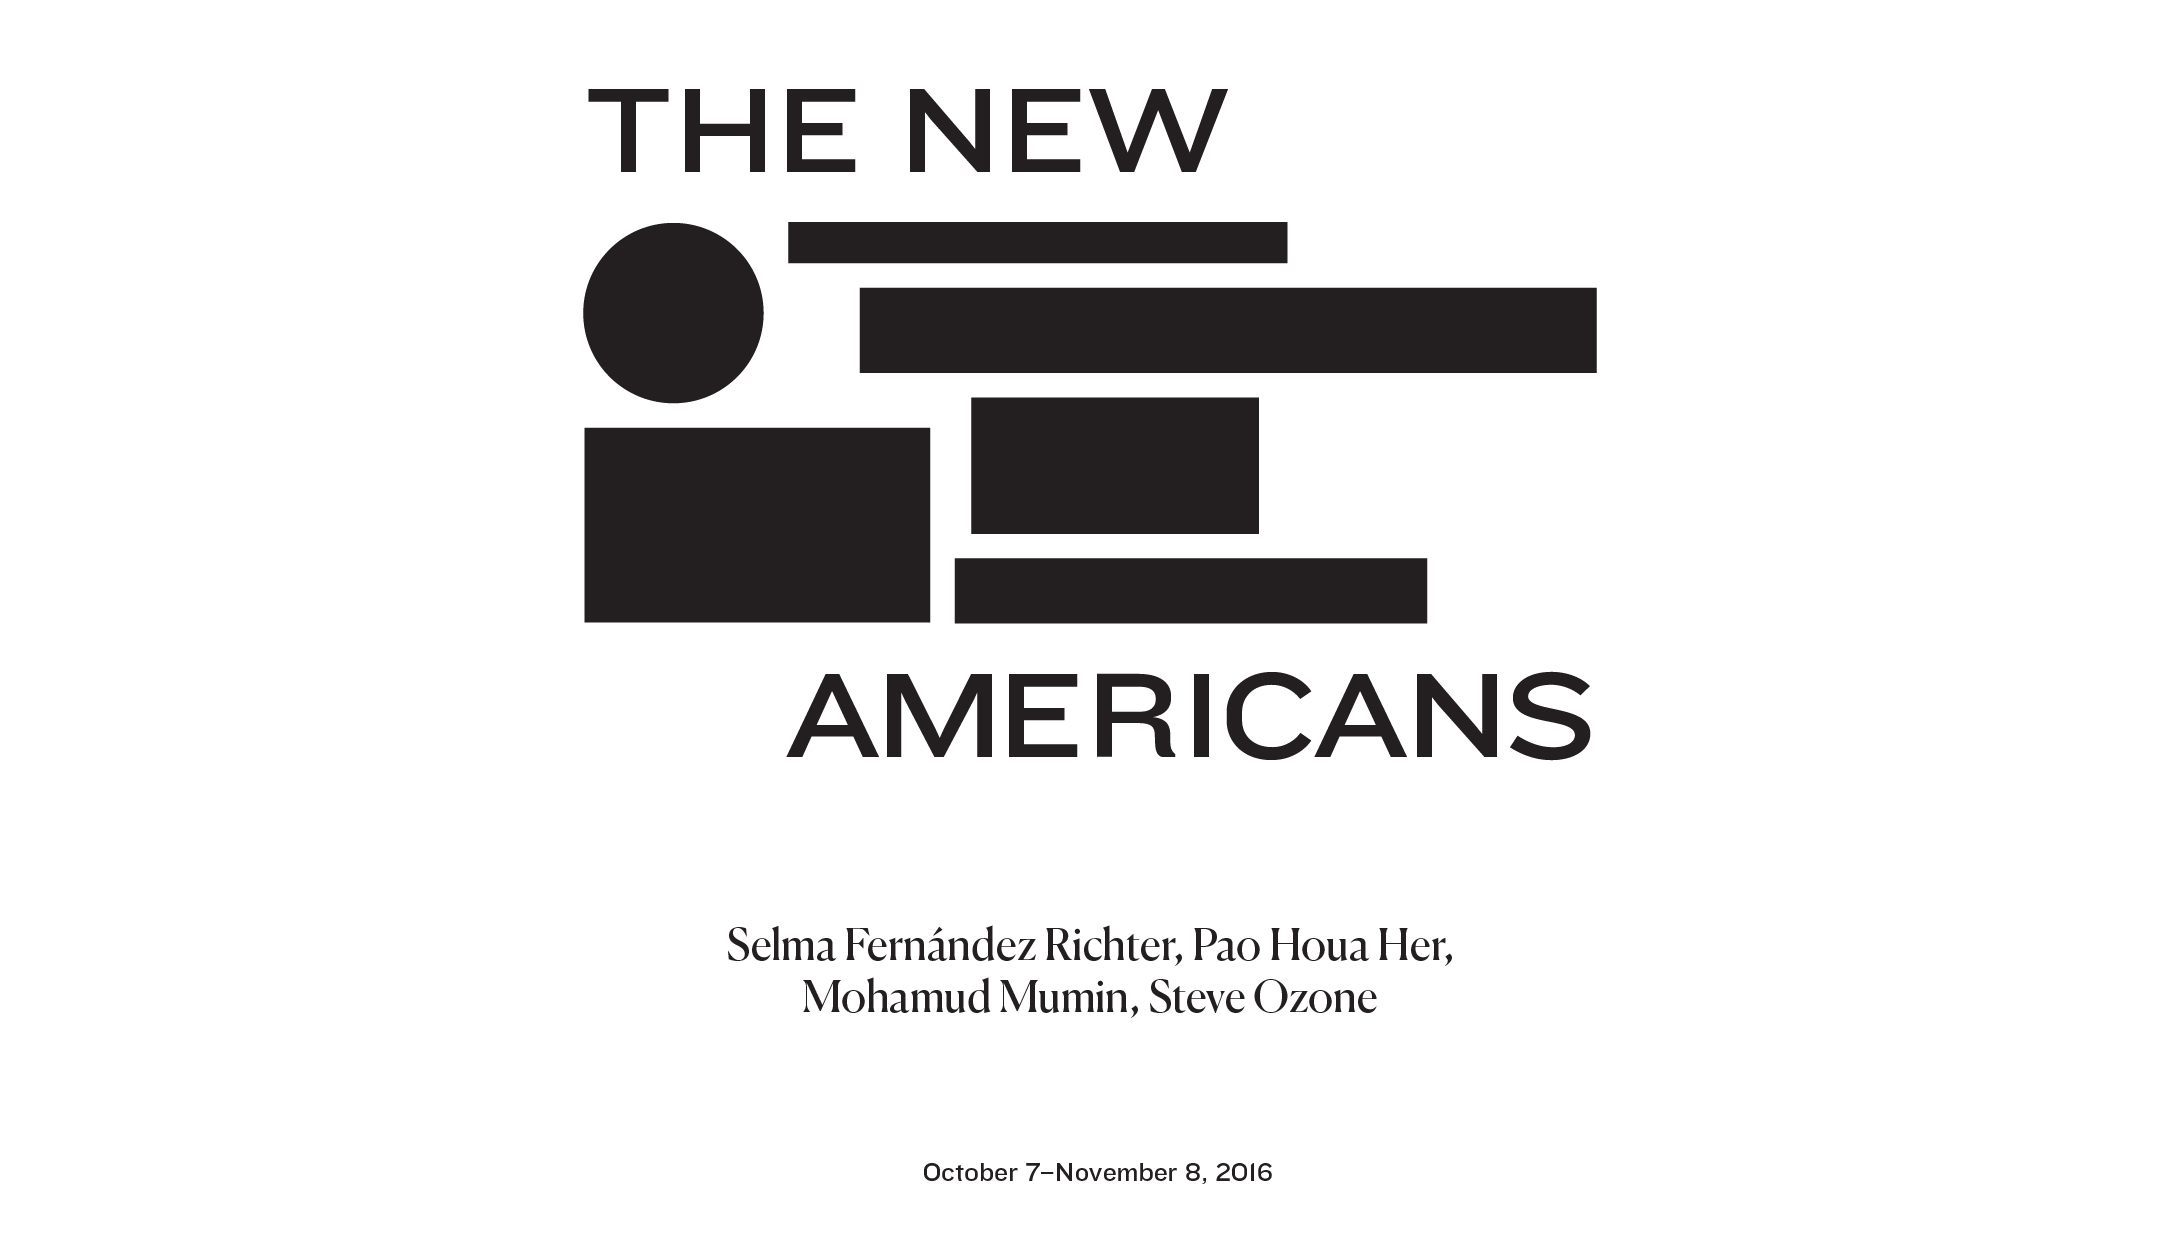 THE NEW
AMERICANS
Selma Fernández Richter, Pao Houa Her,
Mohamud Mumin, Steve Ozone
October 7–November 8, 2016